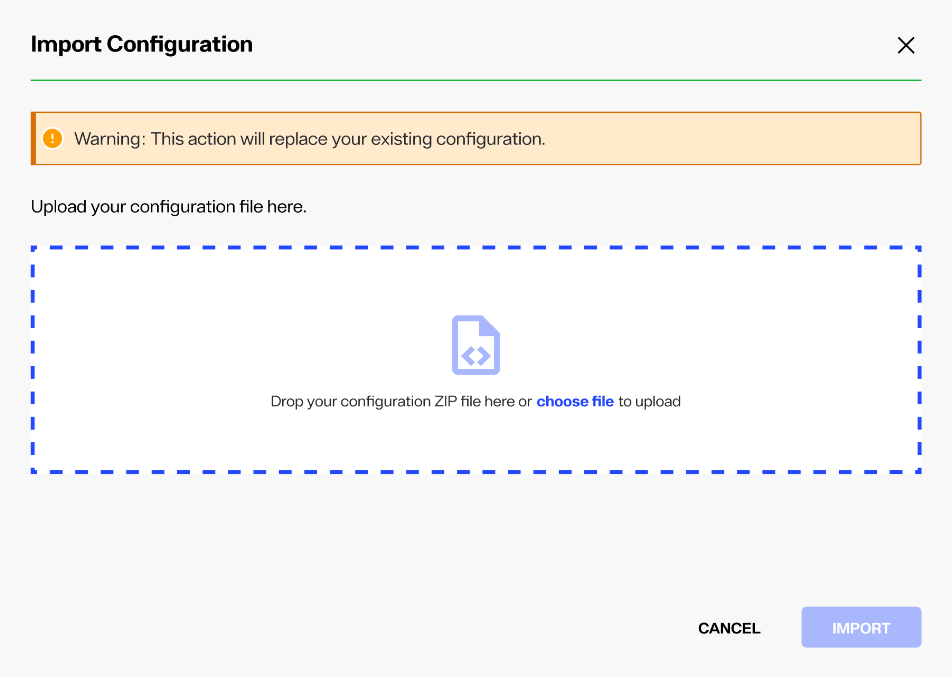 Import Configuration
Warning: This action will replace your existing configuration.
Upload your configuration file here.
Drop your configuration ZIP file here or choose file to upload
CANCEL
IMPORT